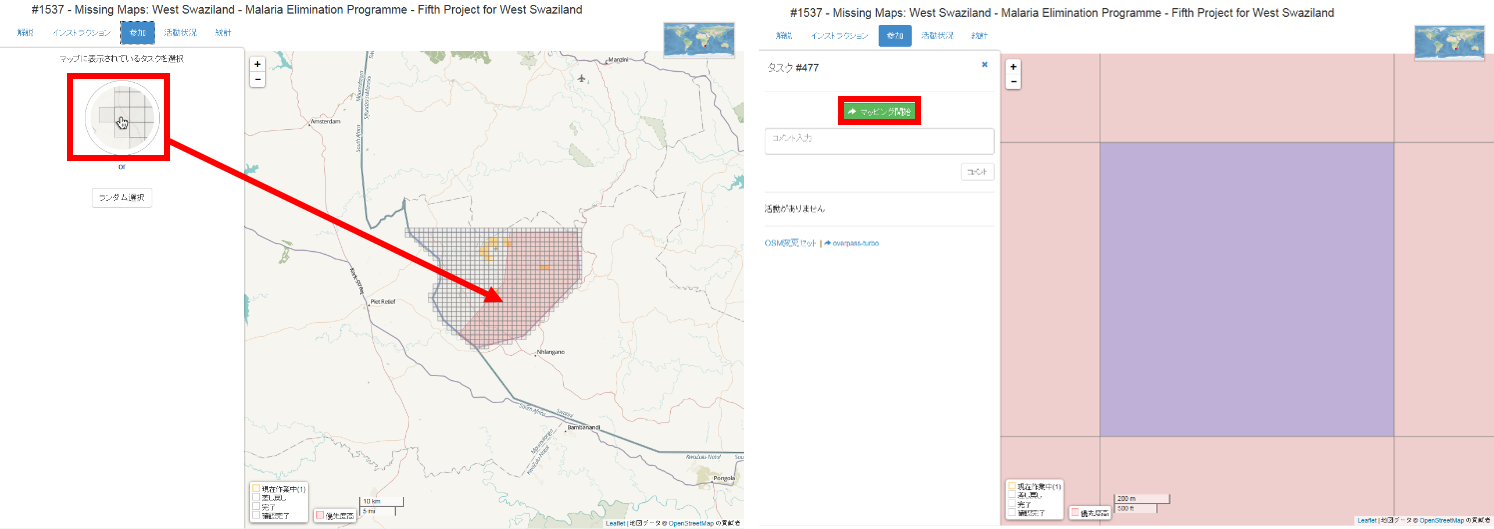 #1537 - Missing Maps: West Swaziland - Malaria Elimination Programme - Fifth Project for West Swaziland
解説 インストラクション 参加 活動状況 統計
マップに表示されているタスクを選択
or
ランダム選択
+
−
Manzini
Amsterdam
Piet Retief
Nhlangano
South Africa
Bambanandi
KwaZulu-Natal
Pongola
現在作業中(1)
差し戻し
完了
確認完了
優先度高
10 km
5 mi
Leaflet | 地図データ © OpenStreetMap の貢献者
#1537 - Missing Maps: West Swaziland - Malaria Elimination Programme - Fifth Project for West Swaziland
解説 インストラクション 参加 活動状況 統計
タスク #477
×
マッピング開始
コメント入力
コメント
活動がありません
OSM変更セット | overpass-turbo
+
−
現在作業中(1)
差し戻し
完了
確認完了
優先度高
200 m
500 ft
Leaflet | 地図データ © OpenStreetMap の貢献者